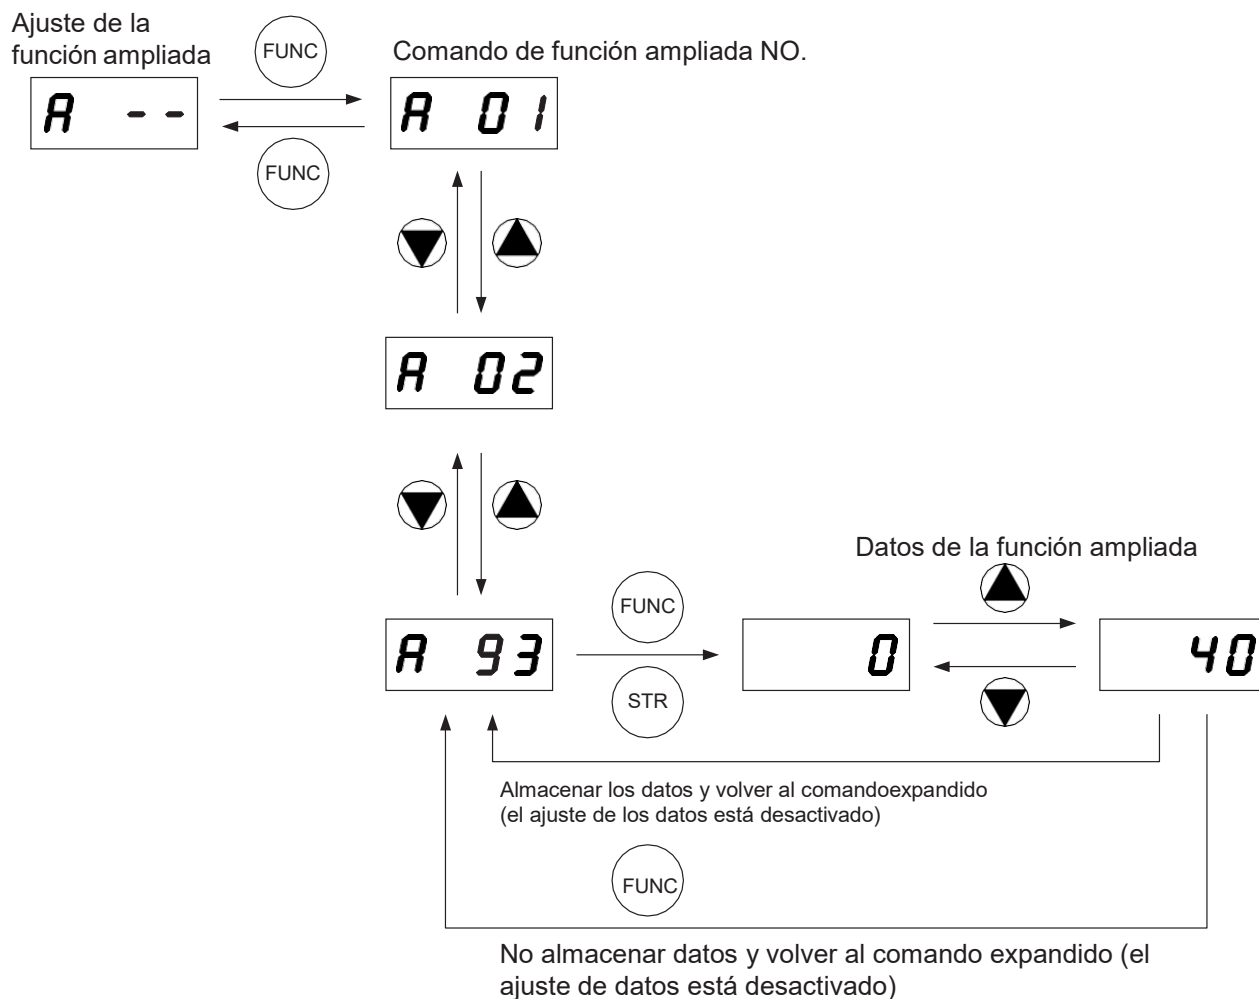 Ajuste de la
función ampliada
FUNC
Comando de función ampliada NO.
A --
A 01
FUNC
A 02
Datos de la función ampliada
FUNC
A 93
0
40
STR
Almacenar los datos y volver al comandoexpandido
(el ajuste de los datos está desactivado)
FUNC
No almacenar datos y volver al comando expandido (el
ajuste de datos está desactivado)